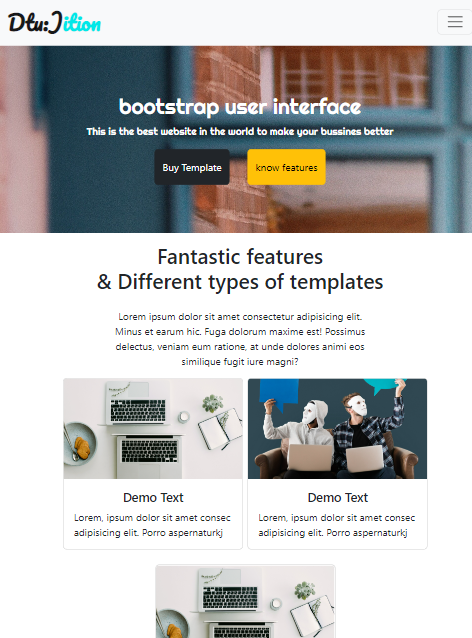 Dtu:Jition
bootstrap user interface
This is the best website in the world to make your bussines better
Buy Template
know features
Fantastic features
& Different types of templates
Lorem ipsum dolor sit amet consectetur adipisicing elit.
Minus et earum hic. Fuga dolorum maxime est! Possimus
delectus, veniam eum ratione, at unde dolores animi eos
similique fugit iure magni?
Demo Text
Lorem, ipsum dolor sit amet consec
adipisicing elit. Porro aspernaturkj
Demo Text
Lorem, ipsum dolor sit amet consec
adipisicing elit. Porro aspernaturkj